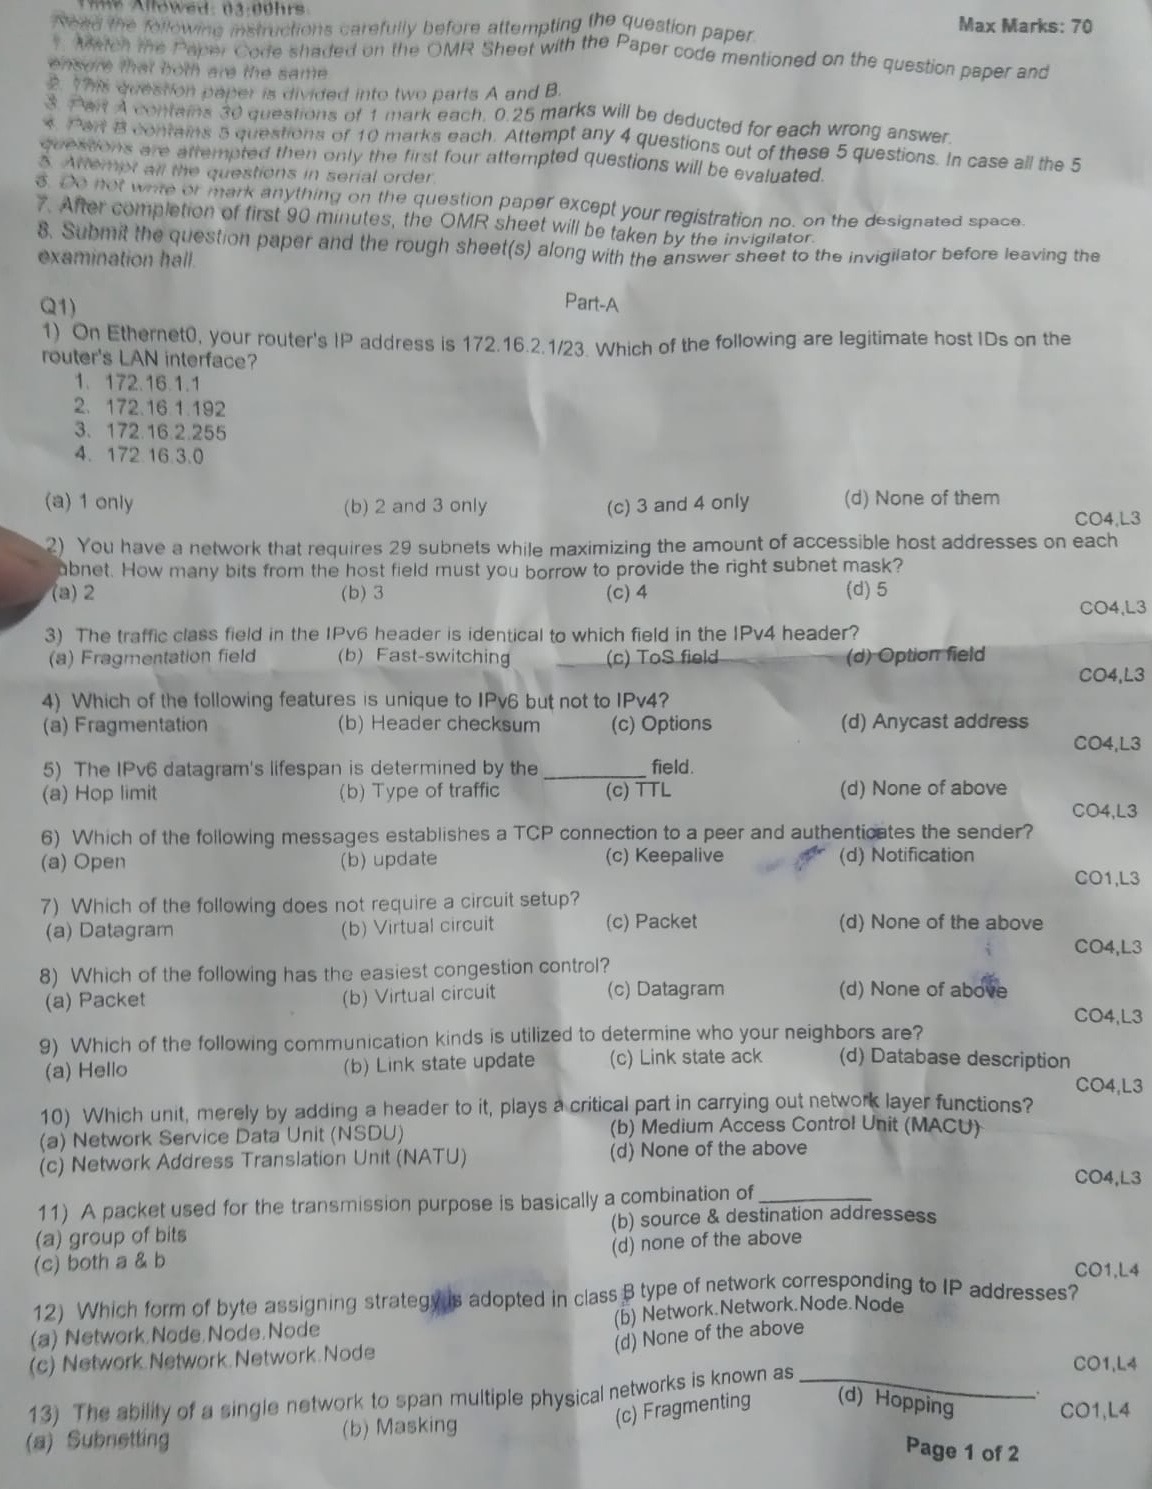 Time Allowed: 03:00hrs
Max Marks: 70
Read the following instructions carefully before attempting the question paper.
1. Match the Paper Code shaded on the OMR Sheet with the Paper code mentioned on the question paper and
ensure that both are the same.
2. This question paper is divided into two parts A and B.
3. Part A contains 30 questions of 1 mark each. 0.25 marks will be deducted for each wrong answer.
4. Part B contains 5 questions of 10 marks each. Attempt any 4 questions out of these 5 questions. In case all the 5
questions are attempted then only the first four attempted questions will be evaluated.
5. Attempt all the questions in serial order.
6. Do not write or mark anything on the question paper except your registration no. on the designated space.
7. After completion of first 90 minutes, the OMR sheet will be taken by the invigilator.
8. Submit the question paper and the rough sheet(s) along with the answer sheet to the invigilator before leaving the
examination hall.
Part-A
Q1)
1) On Ethernet0, your router's IP address is 172.16.2.1/23. Which of the following are legitimate host IDs on the
router's LAN interface?
1. 172.16.1.1
2. 172.16.1.192
3. 172.16.2.255
4. 172.16.3.0
(a) 1 only (b) 2 and 3 only (c) 3 and 4 only (d) None of them
CO4,L3
2) You have a network that requires 29 subnets while maximizing the amount of accessible host addresses on each
ubnet. How many bits from the host field must you borrow to provide the right subnet mask?
(a) 2 (b) 3 (c) 4 (d) 5
CO4,L3
3) The traffic class field in the IPv6 header is identical to which field in the IPv4 header?
(a) Fragmentation field (b) Fast-switching (c) ToS field (d) Option field
CO4,L3
4) Which of the following features is unique to IPv6 but not to IPv4?
(a) Fragmentation (b) Header checksum (c) Options (d) Anycast address
CO4,L3
5) The IPv6 datagram's lifespan is determined by the __________ field.
(a) Hop limit (b) Type of traffic (c) TTL (d) None of above
CO4,L3
6) Which of the following messages establishes a TCP connection to a peer and authenticates the sender?
(a) Open (b) update (c) Keepalive (d) Notification
CO1,L3
7) Which of the following does not require a circuit setup?
(a) Datagram (b) Virtual circuit (c) Packet (d) None of the above
CO4,L3
8) Which of the following has the easiest congestion control?
(a) Packet (b) Virtual circuit (c) Datagram (d) None of above
CO4,L3
9) Which of the following communication kinds is utilized to determine who your neighbors are?
(a) Hello (b) Link state update (c) Link state ack (d) Database description
CO4,L3
10) Which unit, merely by adding a header to it, plays a critical part in carrying out network layer functions?
(a) Network Service Data Unit (NSDU) (b) Medium Access Control Unit (MACU)
(c) Network Address Translation Unit (NATU) (d) None of the above
CO4,L3
11) A packet used for the transmission purpose is basically a combination of __________
(a) group of bits (b) source & destination addressess
(c) both a & b (d) none of the above
CO1,L4
12) Which form of byte assigning strategy is adopted in class B type of network corresponding to IP addresses?
(a) Network.Node.Node.Node (b) Network.Network.Node.Node
(c) Network.Network.Network.Node (d) None of the above
CO1,L4
13) The ability of a single network to span multiple physical networks is known as ____________________.
(a) Subnetting (b) Masking (c) Fragmenting (d) Hopping
CO1,L4
Page 1 of 2